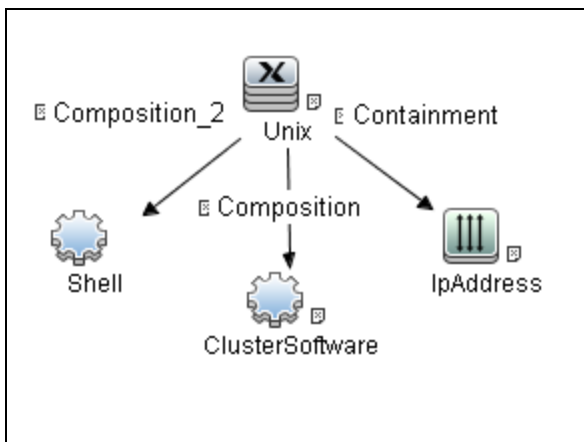 Composition_2
Containment
Unix
Composition
Shell
IpAddress
ClusterSoftware